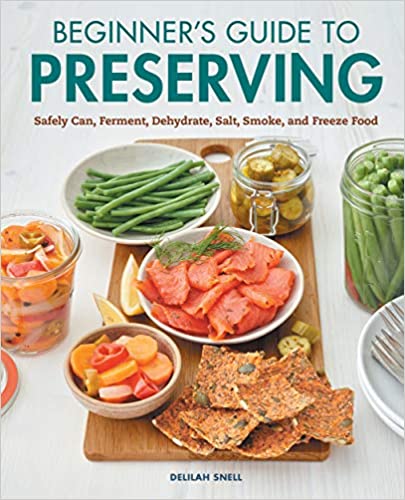 BEGINNER'S GUIDE TO
PRESERVING
Safely Can, Ferment, Dehydrate, Salt, Smoke, and Freeze Food
DELILAH SNELL